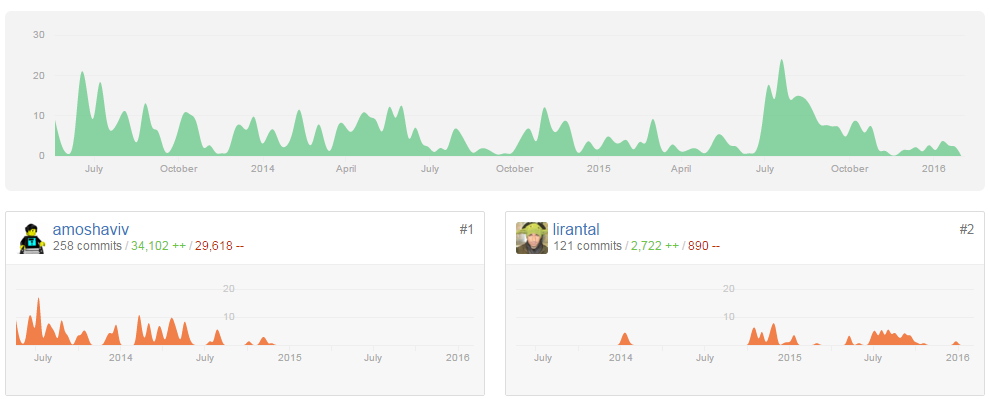 30
20
10
0
July October 2014 April July October 2015 April July October 2016
amoshaviv #1
258 commits / 34,102 ++ / 29,618 --
20
10
July 2014 July 2015 July 2016
lirantal #2
121 commits / 2,722 ++ / 890 --
20
10
July 2014 July 2015 July 2016